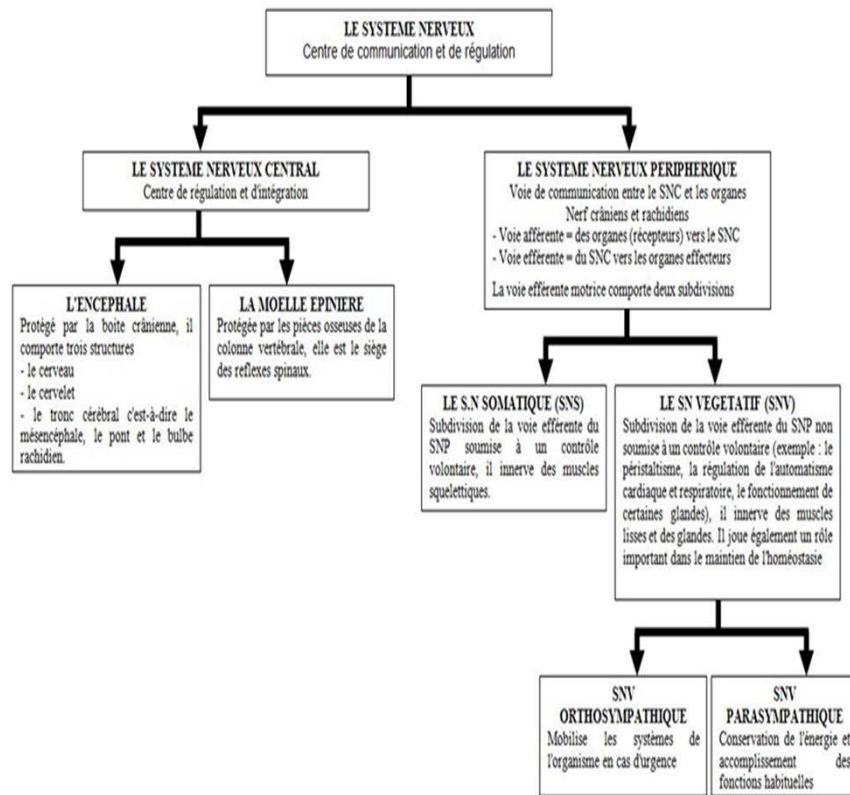 LE SYSTEME NERVEUX
Centre de communication et de régulation
LE SYSTEME NERVEUX CENTRAL
Centre de régulation et d'intégration
LE SYSTEME NERVEUX PERIPHERIQUE
Voie de communication entre le SNC et les organes
Nerf crâniens et rachidiens
- Voie afférente = des organes (récepteurs) vers le SNC
- Voie efférente = du SNC vers les organes effecteurs
La voie efférente motrice comporte deux subdivisions
L'ENCEPHALE
Protégé par la boite crânienne, il
comporte trois structures
- le cerveau
- le cervelet
- le tronc cérébral c'est-à-dire le
mésencéphale, le pont et le bulbe
rachidien.
LA MOELLE EPINIERE
Protégée par les pièces osseuses de la
colonne vertébrale, elle est le siège
des reflexes spinaux.
LE S.N SOMATIQUE (SNS)
Subdivision de la voie efférente du
SNP soumise à un contrôle
volontaire, il innerve des muscles
squelettiques.
LE SN VEGETATIF (SNV)
Subdivision de la voie efférente du SNP non
soumise à un contrôle volontaire (exemple : le
péristaltisme, la régulation de l'automatisme
cardiaque et respiratoire, le fonctionnement de
certaines glandes), il innerve des muscles
lisses et des glandes. Il joue également un rôle
important dans le maintien de l'homéostasie
SNV
ORTHOSYMPATHIQUE
Mobilise les systèmes de
l'organisme en cas d'urgence
SNV
PARASYMPATHIQUE
Conservation de l'énergie et
accomplissement des
fonctions habituelles